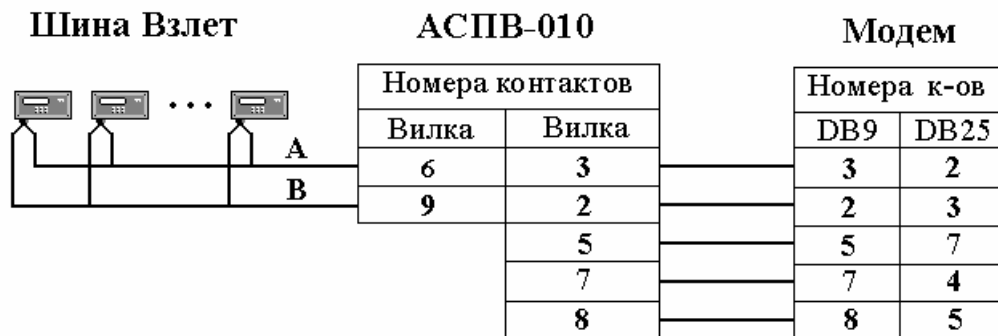 Шина Взлет АСПВ-010 Модем
Номера контактов Номера к-ов
Вилка Вилка DB9 DB25
A 6 3 3 2
B 9 2 2 3
5 5 7
7 7 4
8 8 5